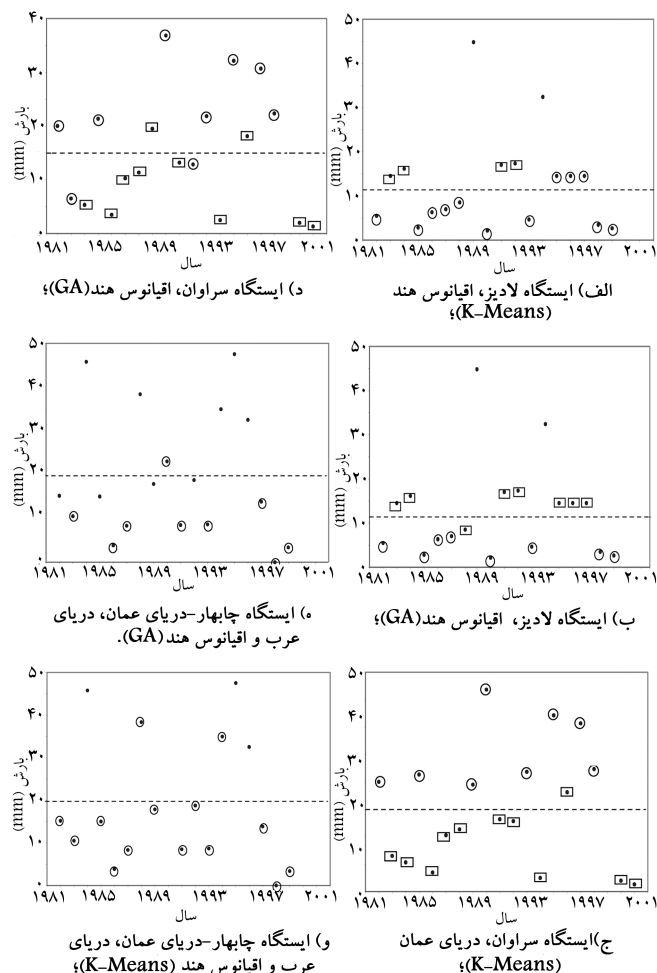 ۵۰
۴۰
۳۰
۲۰
۱۰
۰
بارش (mm)
۱۹۸۱ ۱۹۸۵ ۱۹۸۹ ۱۹۹۳ ۱۹۹۷ ۲۰۰۱
سال
الف) ایستگاه لادیز، اقیانوس هند
(K-Means)؛
۴۰
۳۰
۲۰
۱۰
۰
بارش (mm)
۱۹۸۱ ۱۹۸۵ ۱۹۸۹ ۱۹۹۳ ۱۹۹۷ ۲۰۰۱
سال
د) ایستگاه سراوان، اقیانوس هند(GA)؛
۵۰
۴۰
۳۰
۲۰
۱۰
۰
بارش (mm)
۱۹۸۱ ۱۹۸۵ ۱۹۸۹ ۱۹۹۳ ۱۹۹۷ ۲۰۰۱
سال
ب) ایستگاه لادیز، اقیانوس هند(GA)؛
۵۰
۴۰
۳۰
۲۰
۱۰
۰
بارش (mm)
۱۹۸۱ ۱۹۸۵ ۱۹۸۹ ۱۹۹۳ ۱۹۹۷ ۲۰۰۱
سال
ه) ایستگاه چابهار-دریای عمان، دریای
عرب و اقیانوس هند(GA).
۵۰
۴۰
۳۰
۲۰
۱۰
۰
بارش (mm)
۱۹۸۱ ۱۹۸۵ ۱۹۸۹ ۱۹۹۳ ۱۹۹۷ ۲۰۰۱
سال
ج)ایستگاه سراوان، دریای عمان
(K-Means)؛
۵۰
۴۰
۳۰
۲۰
۱۰
۰
بارش (mm)
۱۹۸۱ ۱۹۸۵ ۱۹۸۹ ۱۹۹۳ ۱۹۹۷ ۲۰۰۱
سال
و) ایستگاه چابهار-دریای عمان، دریای
عرب و اقیانوس هند (K-Means)؛